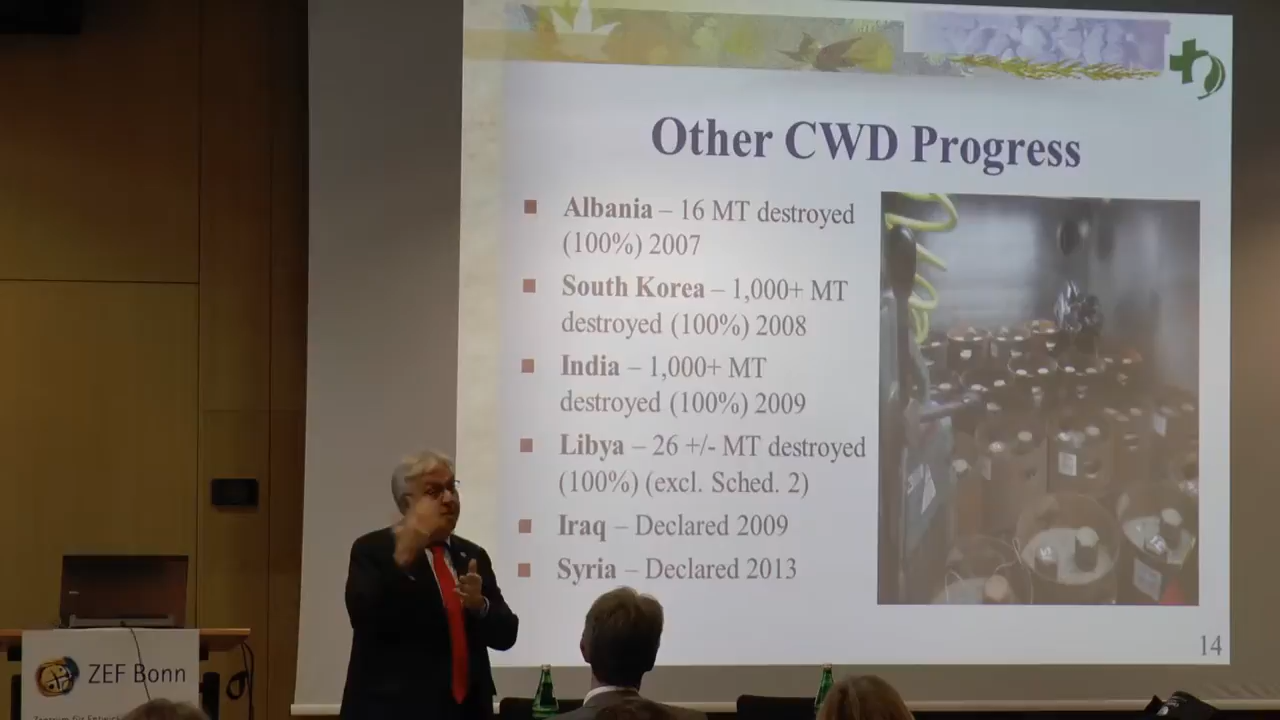 Other CWD Progress
Albania – 16 MT destroyed
(100%) 2007
South Korea – 1,000+ MT
destroyed (100%) 2008
India – 1,000+ MT
destroyed (100%) 2009
Libya – 26 +/- MT destroyed
(100%) (excl. Sched. 2)
Iraq – Declared 2009
Syria – Declared 2013
14
ZEF Bonn